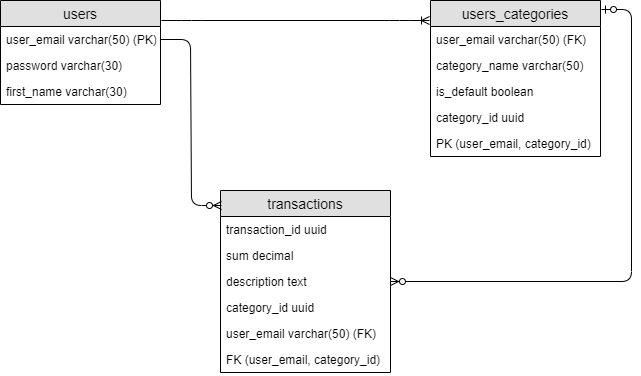 users
user_email varchar(50) (PK)
password varchar(30)
first_name varchar(30)
users_categories
user_email varchar(50) (FK)
category_name varchar(50)
is_default boolean
category_id uuid
PK (user_email, category_id)
transactions
transaction_id uuid
sum decimal
description text
category_id uuid
user_email varchar(50) (FK)
FK (user_email, category_id)